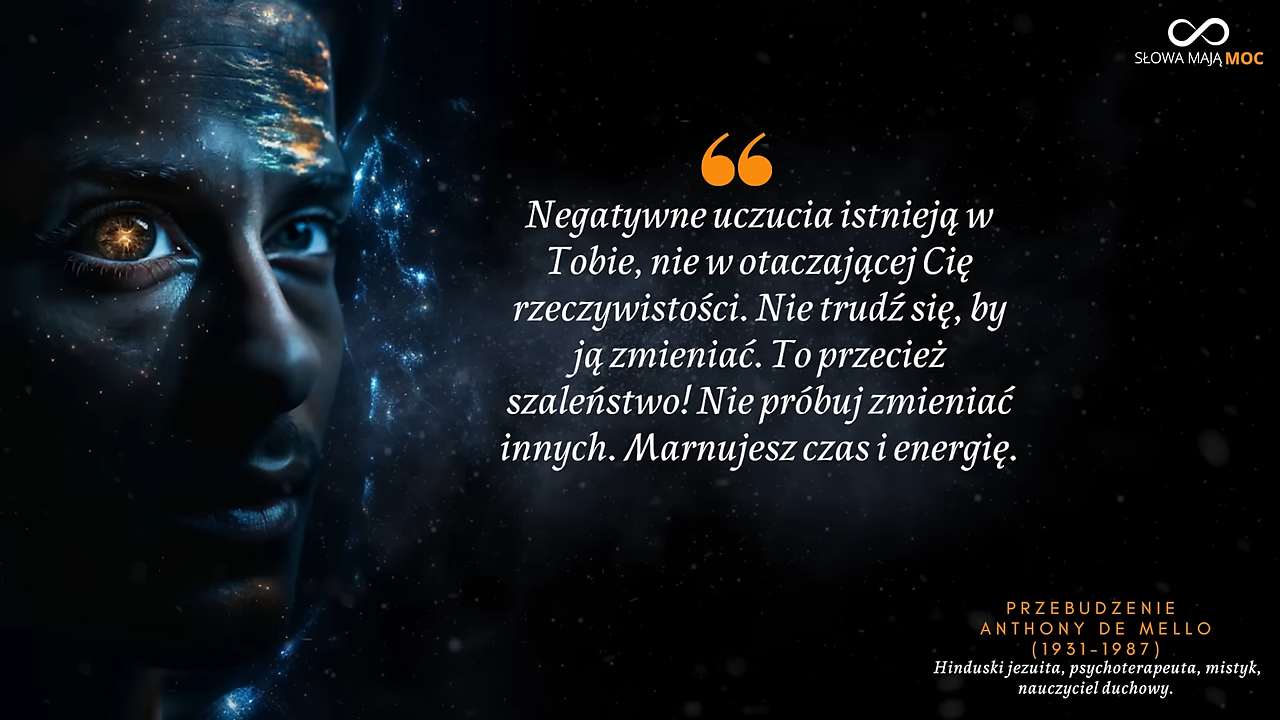 SŁOWA MAJĄ MOC
Negatywne uczucia istnieją w
Tobie, nie w otaczającej Cię
rzeczywistości. Nie trudź się, by
ją zmieniać. To przecież
szaleństwo! Nie próbuj zmieniać
innych. Marnujesz czas i energię.
PRZEBUDZENIE
ANTHONY DE MELLO
(1931-1987)
Hinduski jezuita, psychoterapeuta, mistyk,
nauczyciel duchowy.